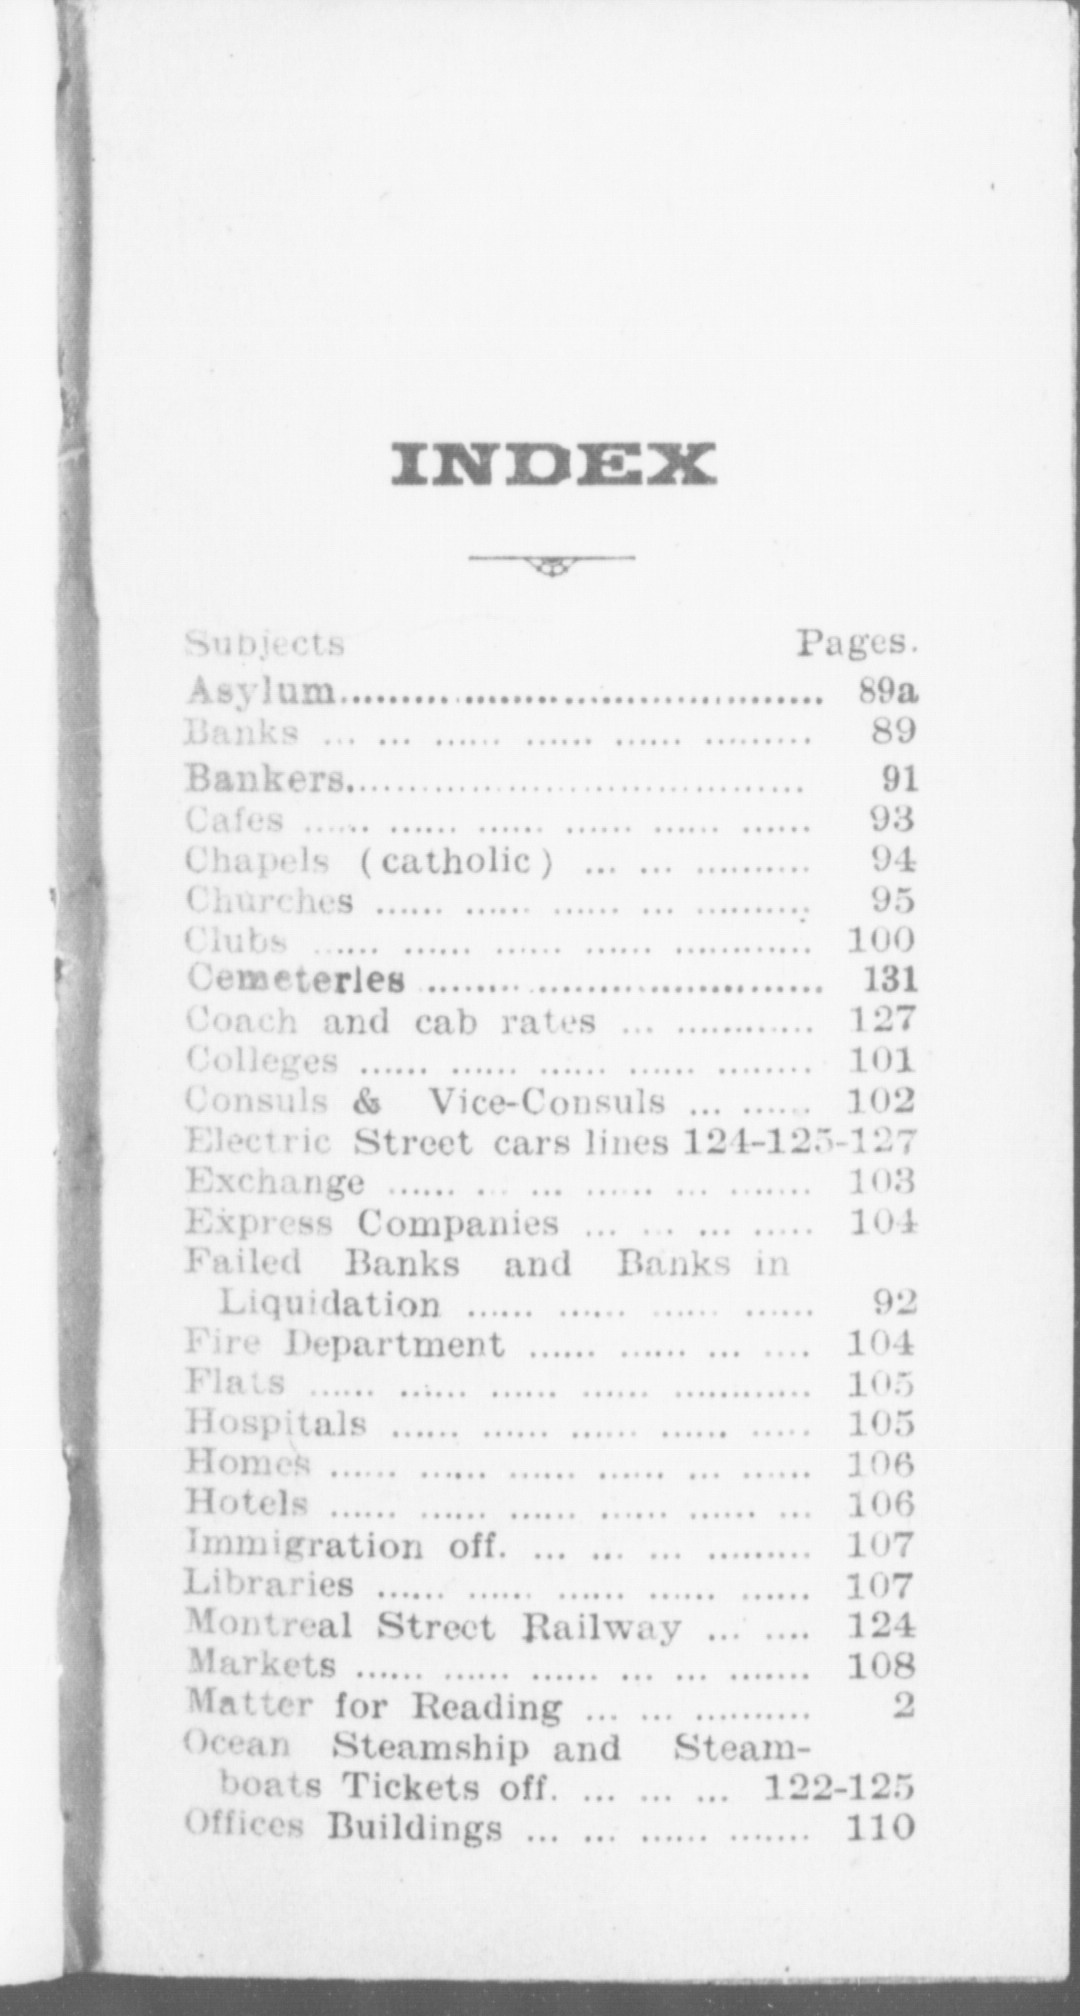 INDEX
Subjects Pages.
Asylum........................................ 89a
Banks ... ... ...... ...... ...... ......... 89
Bankers...................................... 91
Cafes ...... ...... ...... ...... ...... ...... 93
Chapels (catholic) ... ... .......... 94
Churches ...... ...... ...... ... .......... 95
Clubs ...... ...... ...... ...... ............ 100
Cemeteries .................................. 131
Coach and cab rates ... ............ 127
Colleges ...... ...... ...... ...... ........ 101
Consuls & Vice-Consuls ... ...... 102
Electric Street cars lines 124-125-127
Exchange ...... ... ... ...... ... ....... 103
Express Companies ... ... ... ..... 104
Failed Banks and Banks in
Liquidation ...... ...... ...... ...... 92
Fire Department ...... ...... ... .... 104
Flats ...... ...... ...... ...... ............ 105
Hospitals ...... ...... ...... ...... ..... 105
Homes ...... ...... ...... ...... ... ...... 106
Hotels ...... ...... ...... ...... ...... ... 106
Immigration off. ... ... ... ......... 107
Libraries ...... ...... ...... ...... ...... 107
Montreal Street Railway ... .... 124
Markets ...... ...... ...... ... ... ....... 108
Matter for Reading ... ... .......... 2
Ocean Steamship and Steam-
boats Tickets off. ... ... ... 122-125
Offices Buildings ... ... ...... ....... 110